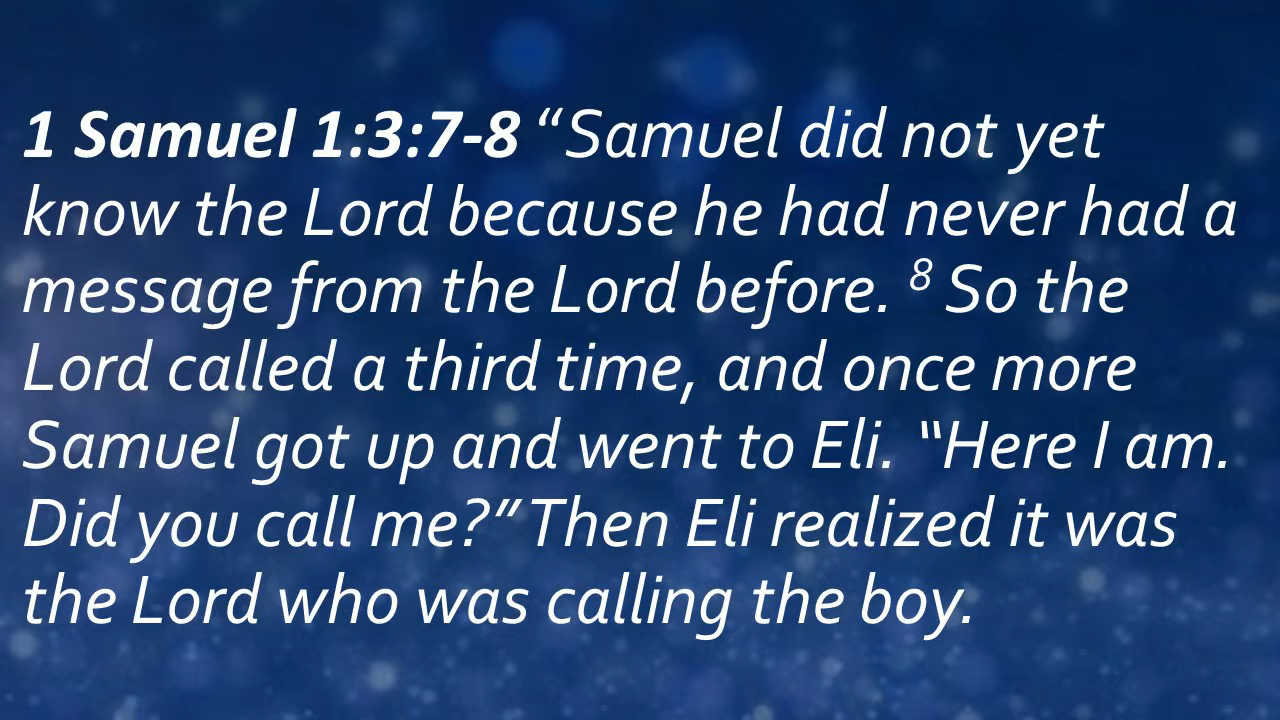 1 Samuel 1:3:7-8 “Samuel did not yet
know the Lord because he had never had a
message from the Lord before. ⁸ So the
Lord called a third time, and once more
Samuel got up and went to Eli. “Here I am.
Did you call me?” Then Eli realized it was
the Lord who was calling the boy.